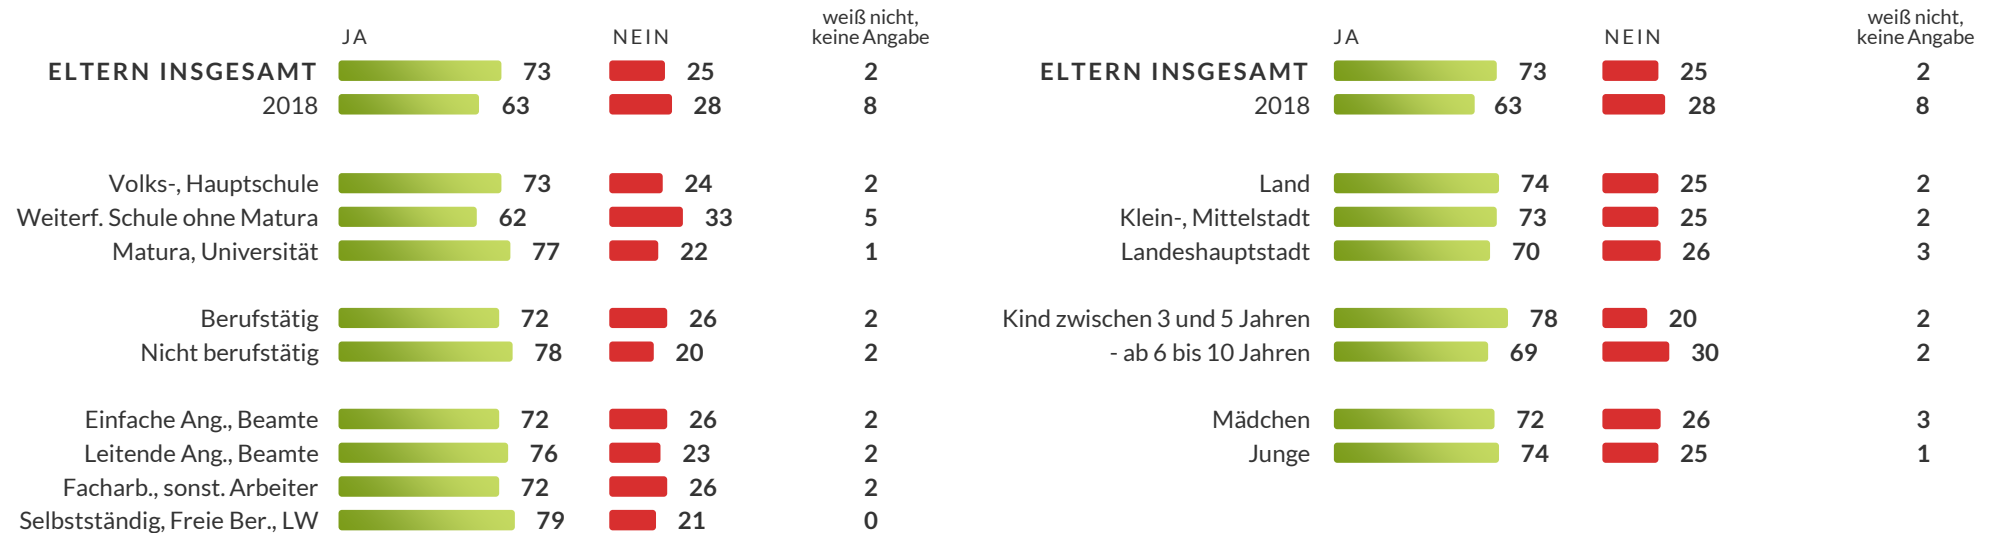 JA NEIN weiß nicht, keine Angabe
ELTERN INSGESAMT 73 25 2
2018 63 28 8
Volks-, Hauptschule 73 24 2
Weiterf. Schule ohne Matura 62 33 5
Matura, Universität 77 22 1
Berufstätig 72 26 2
Nicht berufstätig 78 20 2
Einfache Ang., Beamte 72 26 2
Leitende Ang., Beamte 76 23 2
Facharb., sonst. Arbeiter 72 26 2
Selbstständig, Freie Ber., LW 79 21 0
JA NEIN weiß nicht, keine Angabe
ELTERN INSGESAMT 73 25 2
2018 63 28 8
Land 74 25 2
Klein-, Mittelstadt 73 25 2
Landeshauptstadt 70 26 3
Kind zwischen 3 und 5 Jahren 78 20 2
- ab 6 bis 10 Jahren 69 30 2
Mädchen 72 26 3
Junge 74 25 1